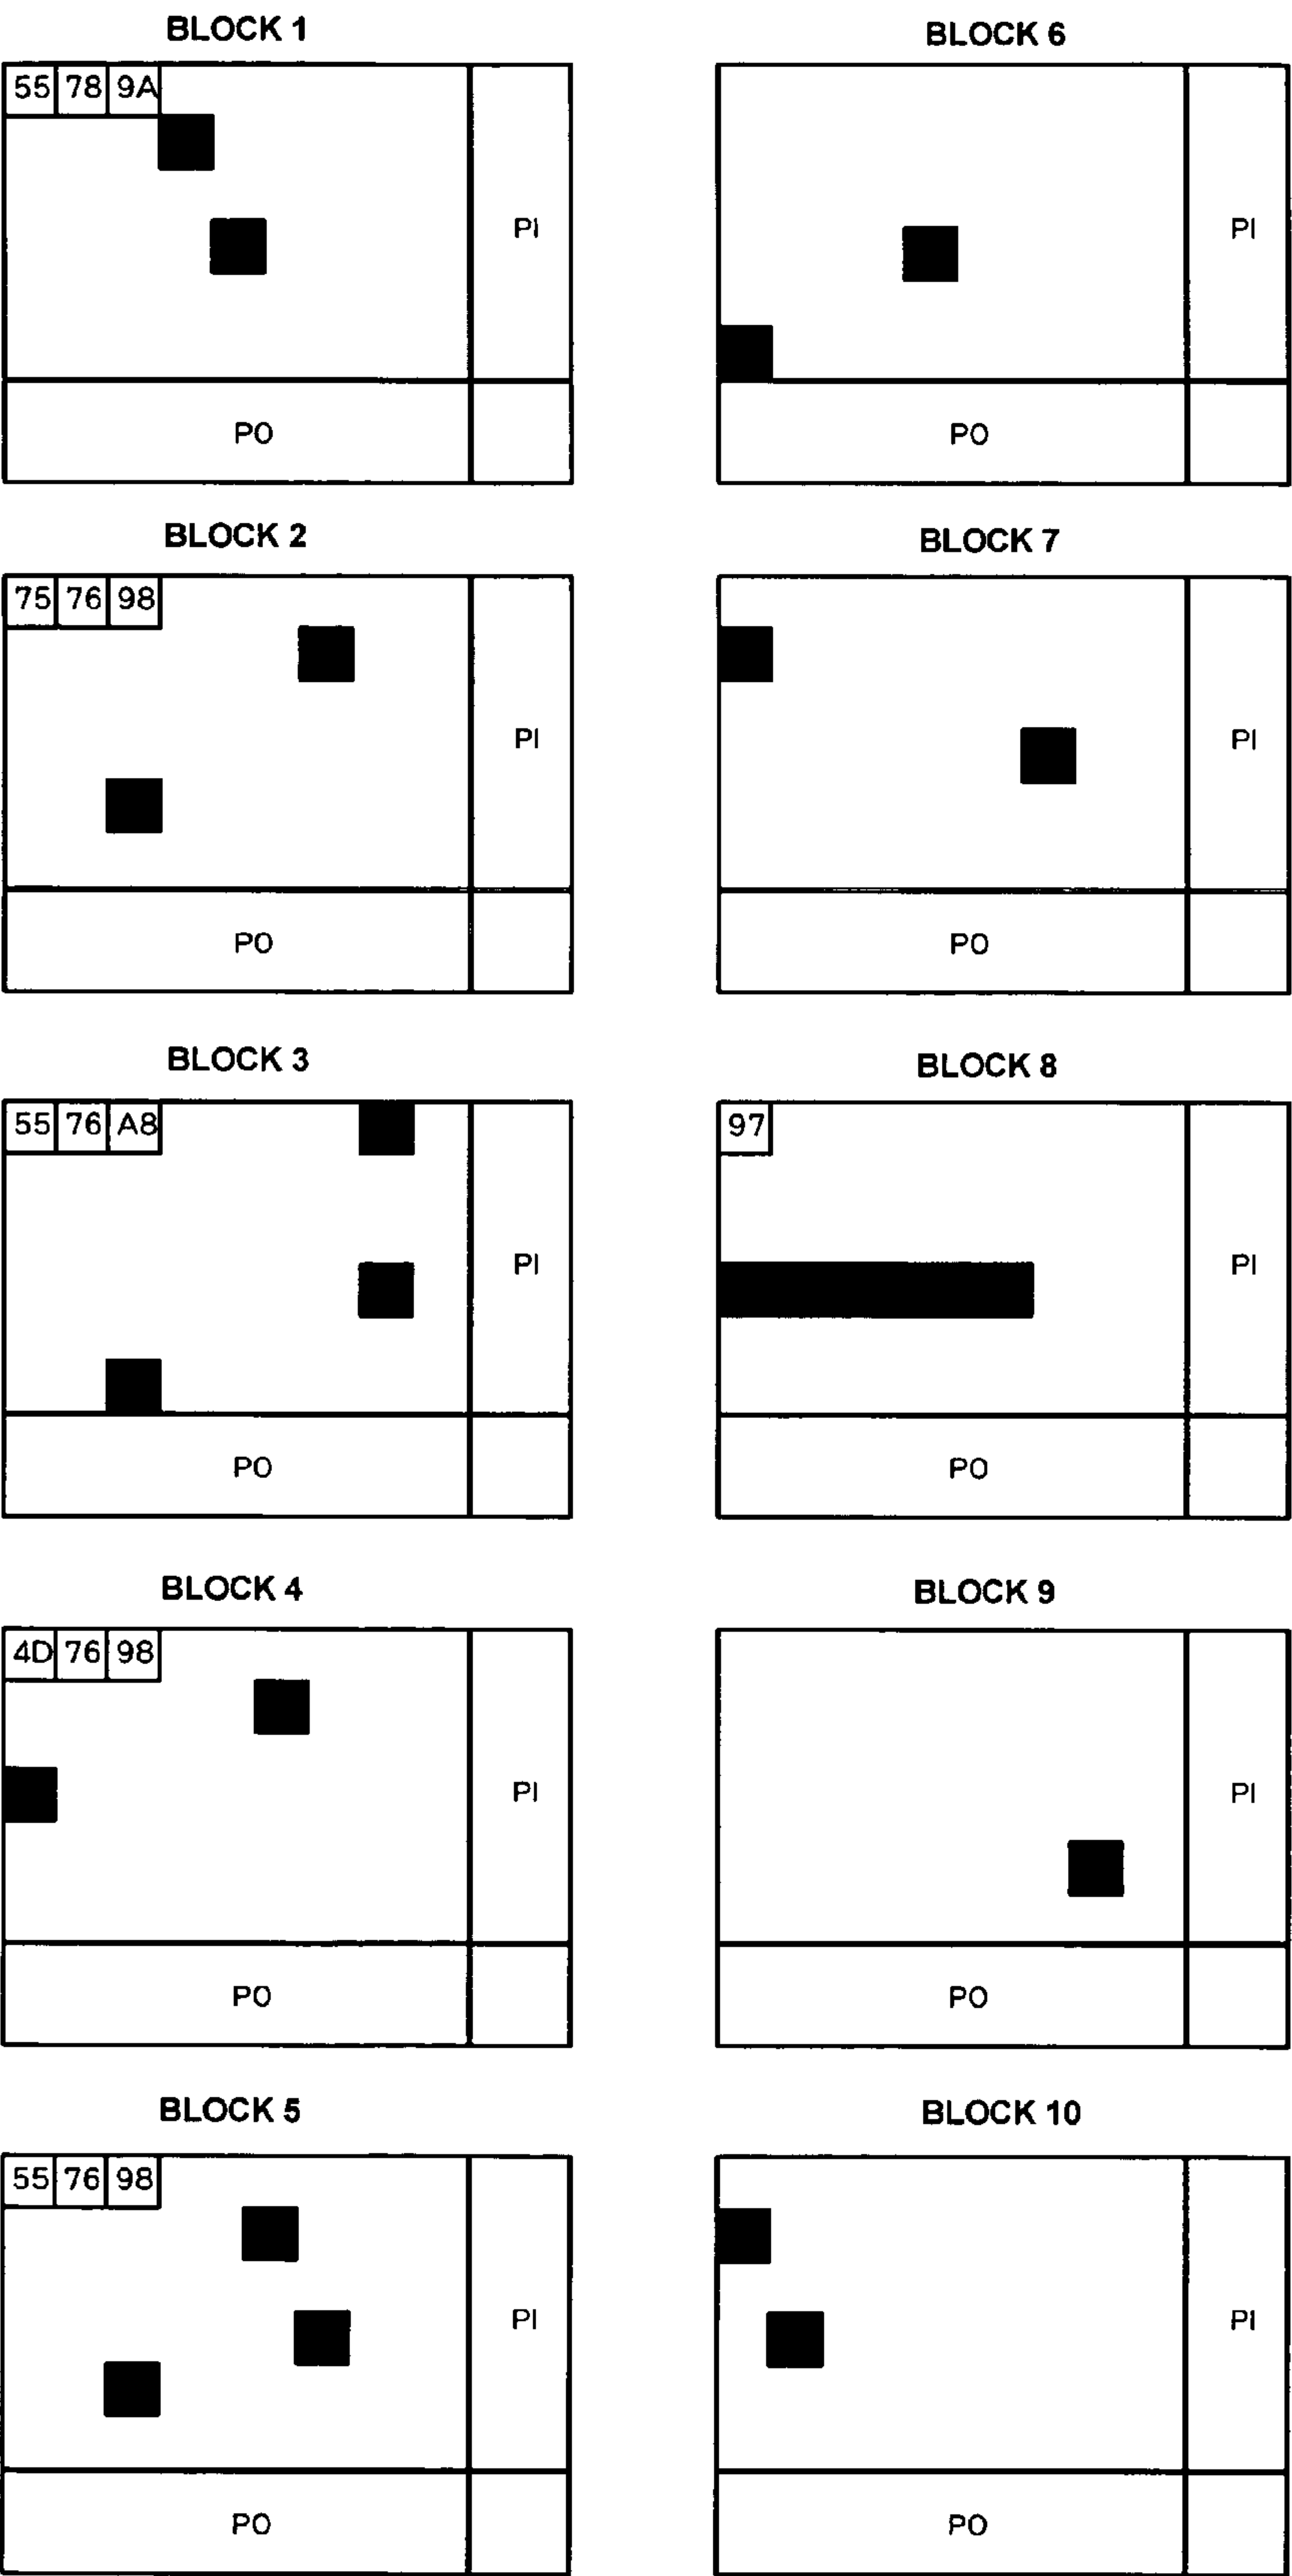 BLOCK 1
55 78 9A
PI
PO
BLOCK 2
75 76 98
PI
PO
BLOCK 3
55 76 A8
PI
PO
BLOCK 4
4D 76 98
PI
PO
BLOCK 5
55 76 98
PI
PO
BLOCK 6
PI
PO
BLOCK 7
PI
PO
BLOCK 8
97
PI
PO
BLOCK 9
PI
PO
BLOCK 10
PI
PO